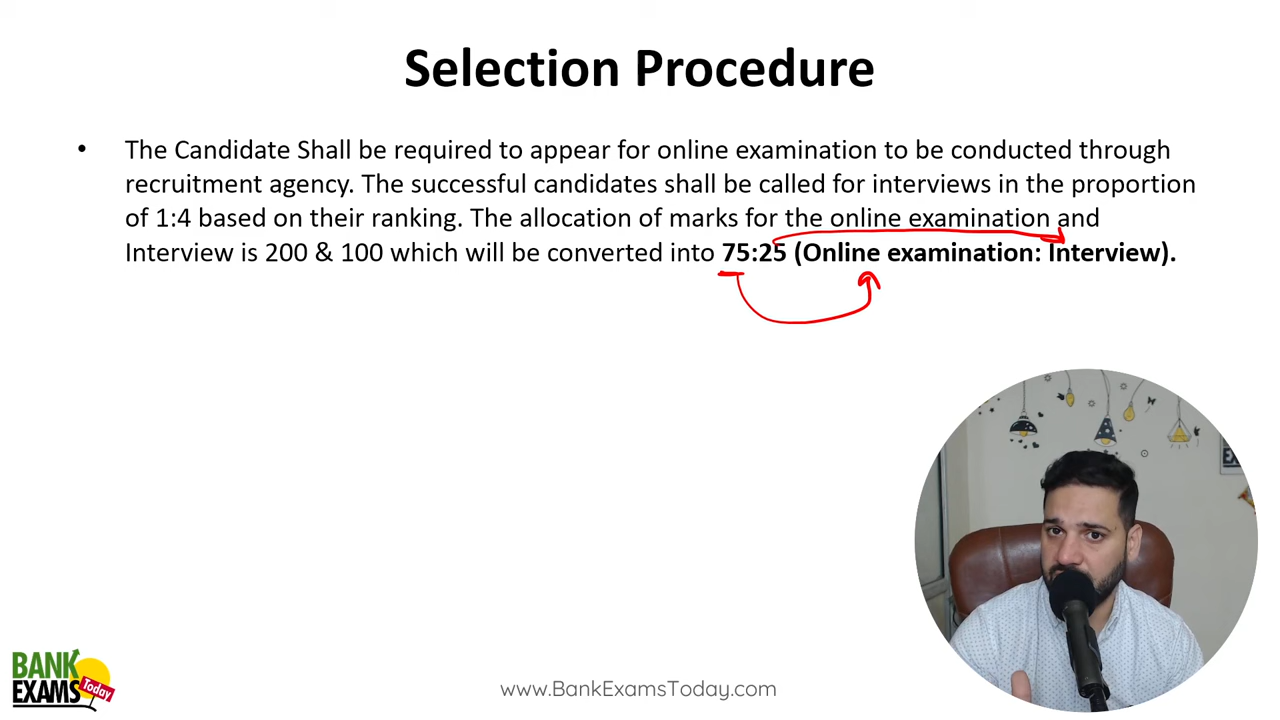 Selection Procedure
• The Candidate Shall be required to appear for online examination to be conducted through
recruitment agency. The successful candidates shall be called for interviews in the proportion
of 1:4 based on their ranking. The allocation of marks for the online examination and
Interview is 200 & 100 which will be converted into 75:25 (Online examination: Interview).
BANK
EXAMS
Today
www.BankExamsToday.com